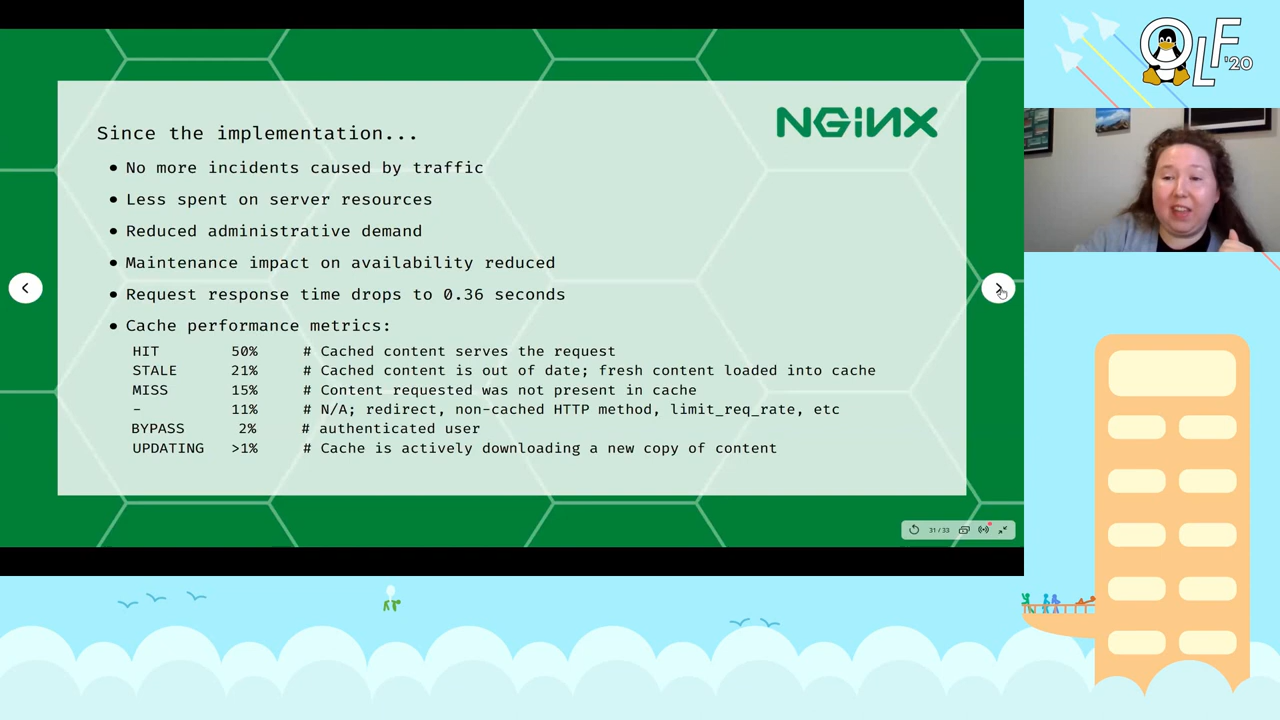 NGINX
Since the implementation...
• No more incidents caused by traffic
• Less spent on server resources
• Reduced administrative demand
• Maintenance impact on availability reduced
• Request response time drops to 0.36 seconds
• Cache performance metrics:
HIT 50% # Cached content serves the request
STALE 21% # Cached content is out of date; fresh content loaded into cache
MISS 15% # Content requested was not present in cache
- 11% # N/A; redirect, non-cached HTTP method, limit_req_rate, etc
BYPASS 2% # authenticated user
UPDATING >1% # Cache is actively downloading a new copy of content
31 / 33
OLF '20